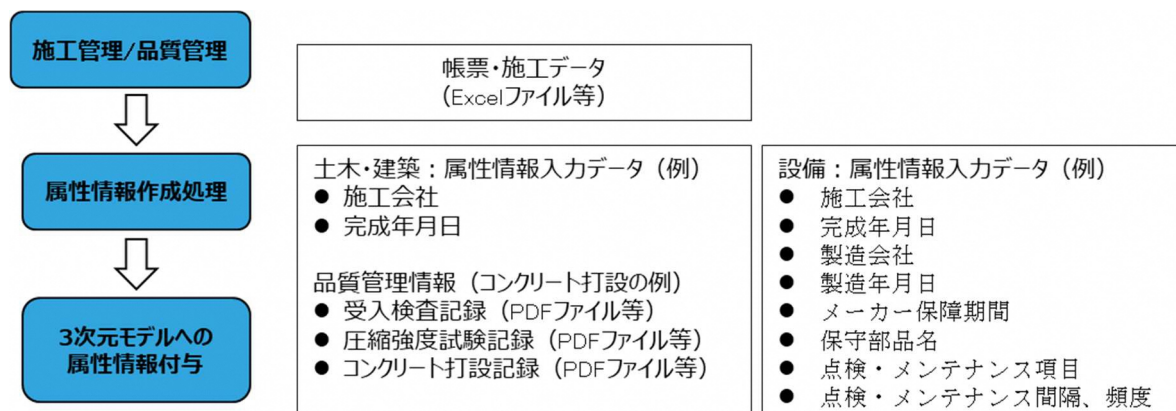 施工管理/品質管理
帳票・施工データ
(Excelファイル等)
属性情報作成処理
土木・建築：属性情報入力データ（例）
● 施工会社
● 完成年月日
品質管理情報（コンクリート打設の例）
● 受入検査記録（PDFファイル等）
● 圧縮強度試験記録（PDFファイル等）
● コンクリート打設記録（PDFファイル等）
設備：属性情報入力データ（例）
● 施工会社
● 完成年月日
● 製造会社
● 製造年月日
● メーカー保障期間
● 保守部品名
● 点検・メンテナンス項目
● 点検・メンテナンス間隔、頻度
3次元モデルへの
属性情報付与